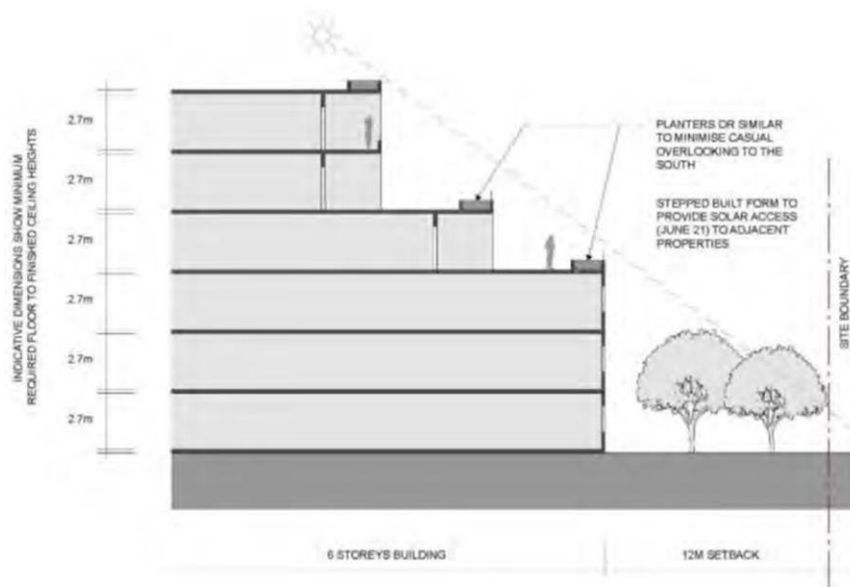 INDICATIVE DIMENSIONS SHOW MINIMUM
REQUIRED FLOOR TO FINISHED CEILING HEIGHTS
2.7m
2.7m
2.7m
2.7m
2.7m
2.7m
PLANTERS OR SIMILAR
TO MINIMISE CASUAL
OVERLOOKING TO THE
SOUTH
STEPPED BUILT FORM TO
PROVIDE SOLAR ACCESS
(JUNE 21) TO ADJACENT
PROPERTIES
SITE BOUNDARY
6 STOREYS BUILDING
12M SETBACK